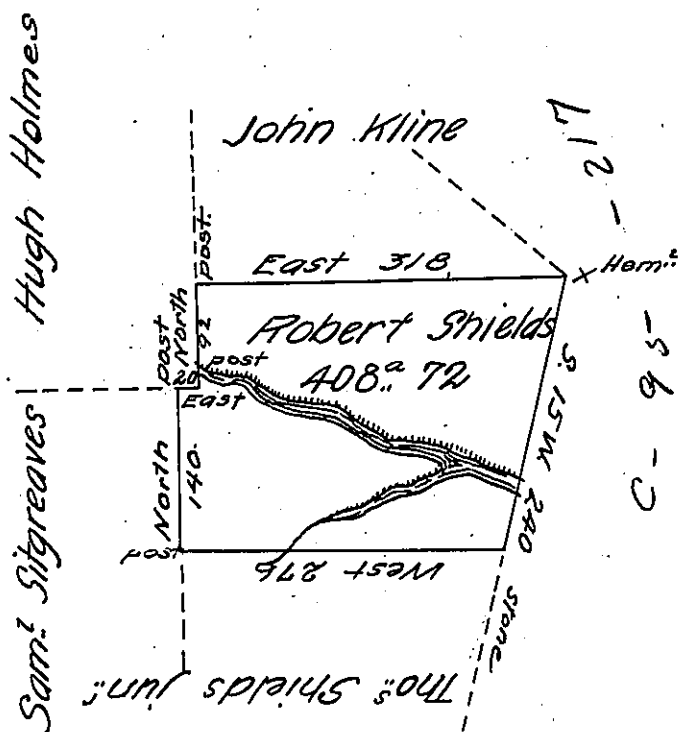 Hugh Holmes
John Kline
C - 95 - 217
Hem.k
post.
East 318
North
92
Robert Shields
408.a 72
post
post
20
East
S. 15 W 240
Sam.l Sitgreaves
North
140.
post
West 276
stone
Tho.s Shields jun.r